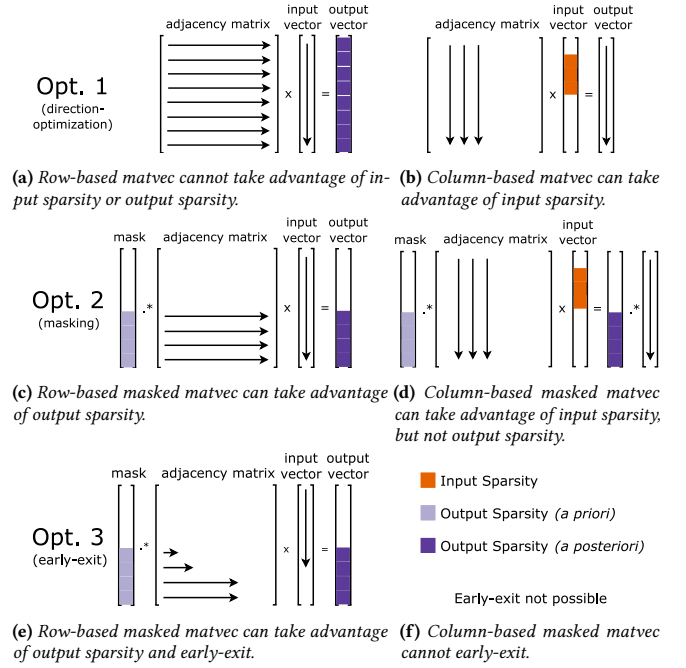 adjacency matrix
input vector
output vector
input vector
Opt. 1
(direction-
optimization)
x
=
x
=
(a) Row-based matvec cannot take advantage of in-
put sparsity or output sparsity.
(b) Column-based matvec can take
advantage of input sparsity.
mask
adjacency matrix
input vector
output vector
mask
adjacency matrix
input vector
Opt. 2
(masking)
.*
x
=
.*
x
=
.*
(c) Row-based masked matvec can take advantage
of output sparsity.
(d) Column-based masked matvec
can take advantage of input sparsity,
but not output sparsity.
mask
adjacency matrix
input vector
output vector
Opt. 3
(early-exit)
.*
x
=
Input Sparsity
Output Sparsity (a priori)
Output Sparsity (a posteriori)
Early-exit not possible
(e) Row-based masked matvec can take advantage
of output sparsity and early-exit.
(f) Column-based masked matvec
cannot early-exit.